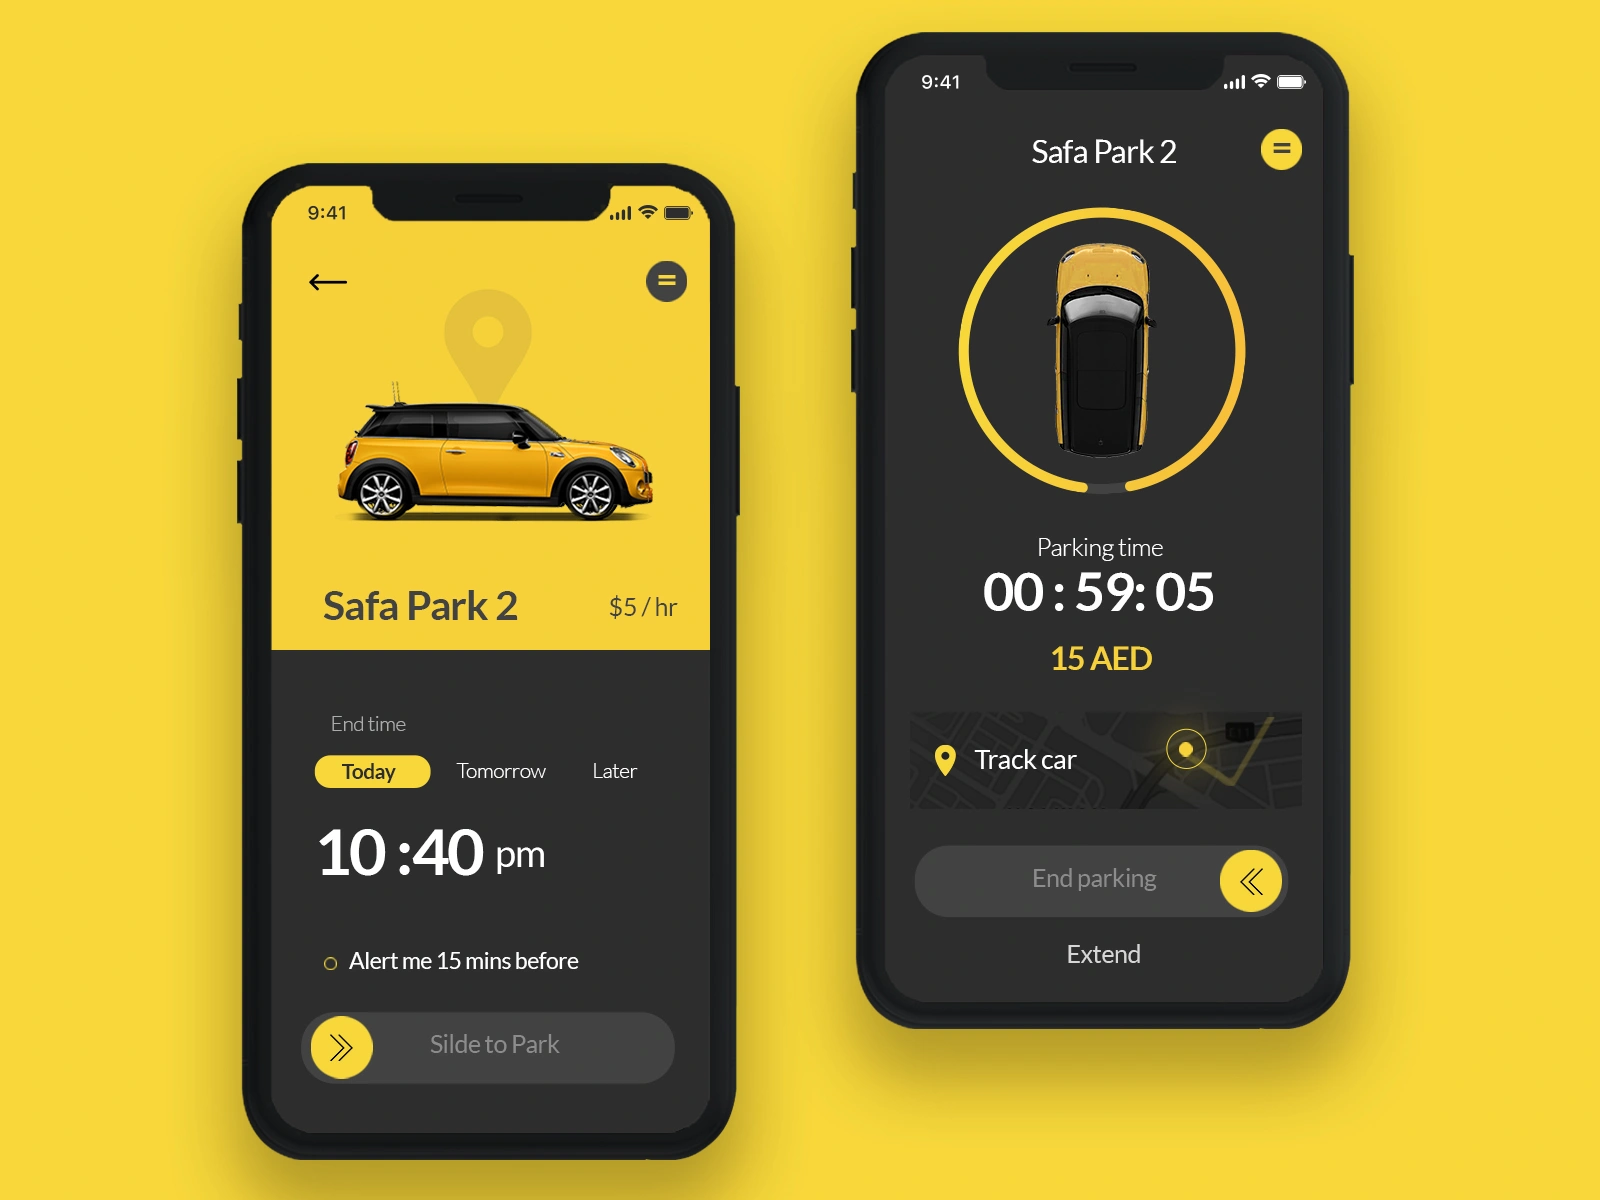 9:41
Safa Park 2
$5 / hr
End time
Today Tomorrow Later
10 :40 pm
Alert me 15 mins before
Silde to Park
9:41
Safa Park 2
Parking time
00 : 59: 05
15 AED
Track car
End parking
Extend